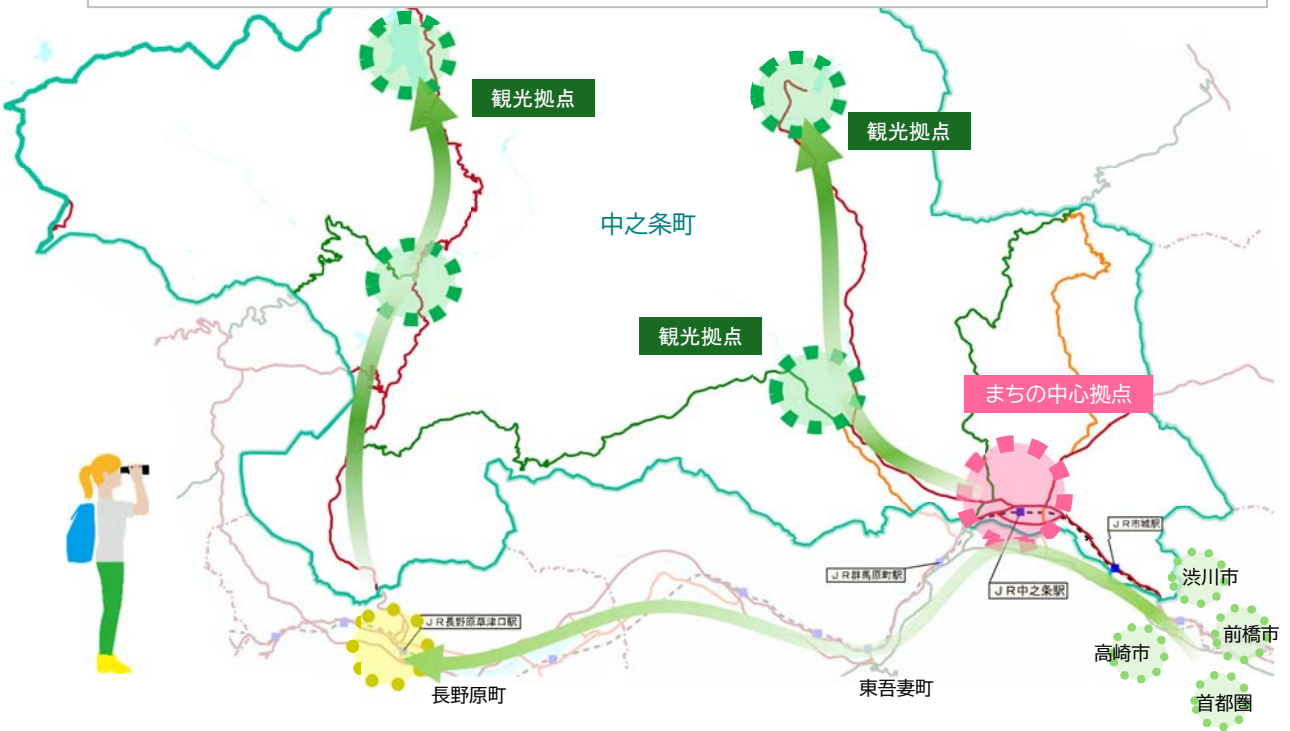 観光拠点
観光拠点
中之条町
観光拠点
まちの中心拠点
JR市城駅
JR群馬原町駅
JR中之条駅
渋川市
前橋市
高崎市
首都圏
JR長野原草津口駅
長野原町
東吾妻町